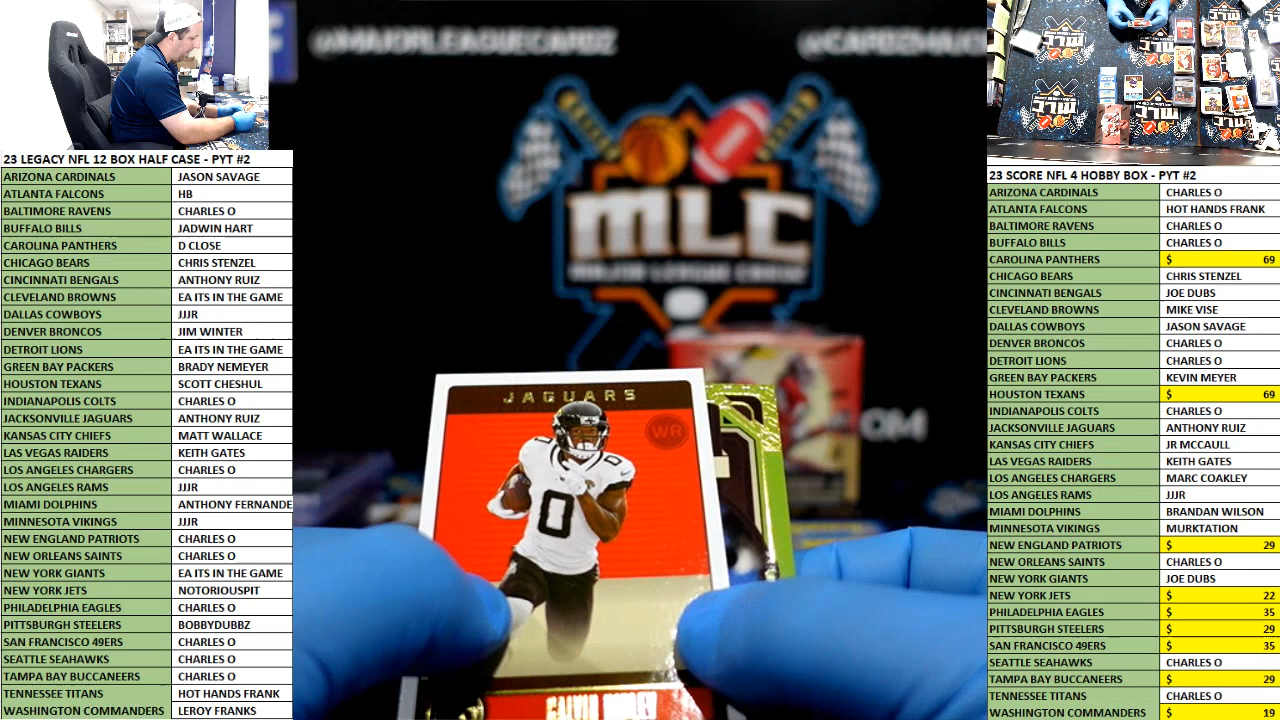 @MAJORLEAGUECARDZ
MLC
MAJOR LEAGUE CARDZ
OM
JAGUARS
WR
0
0
CALVIN RIDLEY
23 LEGACY NFL 12 BOX HALF CASE - PYT #2
ARIZONA CARDINALS JASON SAVAGE
ATLANTA FALCONS HB
BALTIMORE RAVENS CHARLES O
BUFFALO BILLS JADWIN HART
CAROLINA PANTHERS D CLOSE
CHICAGO BEARS CHRIS STENZEL
CINCINNATI BENGALS ANTHONY RUIZ
CLEVELAND BROWNS EA ITS IN THE GAME
DALLAS COWBOYS JJJR
DENVER BRONCOS JIM WINTER
DETROIT LIONS EA ITS IN THE GAME
GREEN BAY PACKERS BRADY NEMEYER
HOUSTON TEXANS SCOTT CHESHUL
INDIANAPOLIS COLTS CHARLES O
JACKSONVILLE JAGUARS ANTHONY RUIZ
KANSAS CITY CHIEFS MATT WALLACE
LAS VEGAS RAIDERS KEITH GATES
LOS ANGELES CHARGERS CHARLES O
LOS ANGELES RAMS JJJR
MIAMI DOLPHINS ANTHONY FERNANDE
MINNESOTA VIKINGS JJJR
NEW ENGLAND PATRIOTS CHARLES O
NEW ORLEANS SAINTS CHARLES O
NEW YORK GIANTS EA ITS IN THE GAME
NEW YORK JETS NOTORIOUSPIT
PHILADELPHIA EAGLES CHARLES O
PITTSBURGH STEELERS BOBBYDUBBZ
SAN FRANCISCO 49ERS CHARLES O
SEATTLE SEAHAWKS CHARLES O
TAMPA BAY BUCCANEERS CHARLES O
TENNESSEE TITANS HOT HANDS FRANK
WASHINGTON COMMANDERS LEROY FRANKS
23 SCORE NFL 4 HOBBY BOX - PYT #2
ARIZONA CARDINALS CHARLES O
ATLANTA FALCONS HOT HANDS FRANK
BALTIMORE RAVENS CHARLES O
BUFFALO BILLS CHARLES O
CAROLINA PANTHERS $ 69
CHICAGO BEARS CHRIS STENZEL
CINCINNATI BENGALS JOE DUBS
CLEVELAND BROWNS MIKE VISE
DALLAS COWBOYS JASON SAVAGE
DENVER BRONCOS CHARLES O
DETROIT LIONS CHARLES O
GREEN BAY PACKERS KEVIN MEYER
HOUSTON TEXANS $ 69
INDIANAPOLIS COLTS CHARLES O
JACKSONVILLE JAGUARS ANTHONY RUIZ
KANSAS CITY CHIEFS JR MCCAULL
LAS VEGAS RAIDERS KEITH GATES
LOS ANGELES CHARGERS MARC COAKLEY
LOS ANGELES RAMS JJJR
MIAMI DOLPHINS BRANDAN WILSON
MINNESOTA VIKINGS MURKTATION
NEW ENGLAND PATRIOTS $ 29
NEW ORLEANS SAINTS CHARLES O
NEW YORK GIANTS JOE DUBS
NEW YORK JETS $ 22
PHILADELPHIA EAGLES $ 35
PITTSBURGH STEELERS $ 29
SAN FRANCISCO 49ERS $ 35
SEATTLE SEAHAWKS CHARLES O
TAMPA BAY BUCCANEERS $ 29
TENNESSEE TITANS CHARLES O
WASHINGTON COMMANDERS $ 19